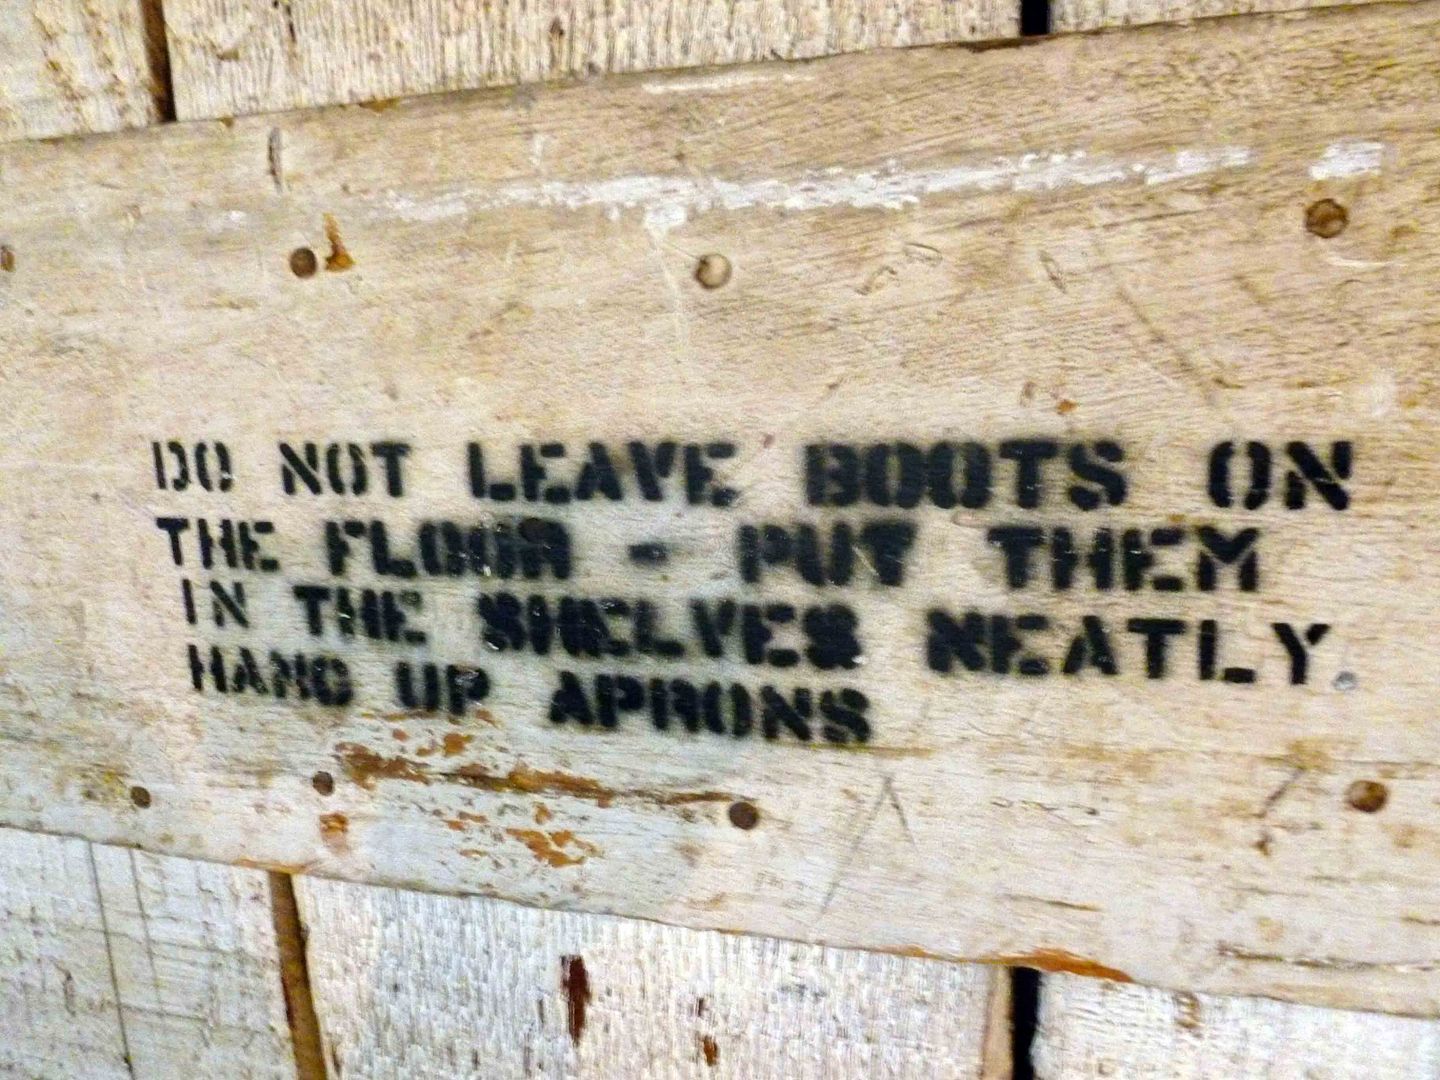 DO NOT LEAVE BOOTS ON
THE FLOOR - PUT THEM
IN THE SHELVES NEATLY.
HANG UP APRONS